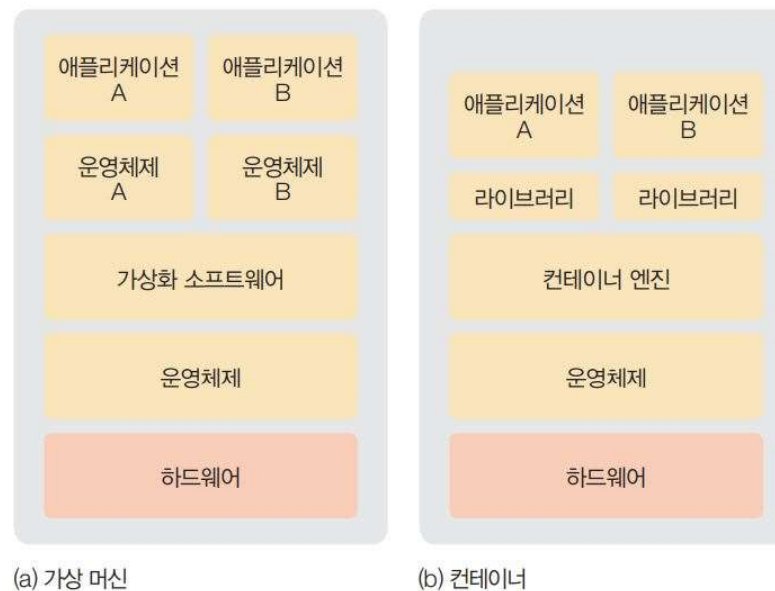 애플리케이션
A
애플리케이션
B
운영체제
A
운영체제
B
가상화 소프트웨어
운영체제
하드웨어
(a) 가상 머신
애플리케이션
A
애플리케이션
B
라이브러리
라이브러리
컨테이너 엔진
운영체제
하드웨어
(b) 컨테이너